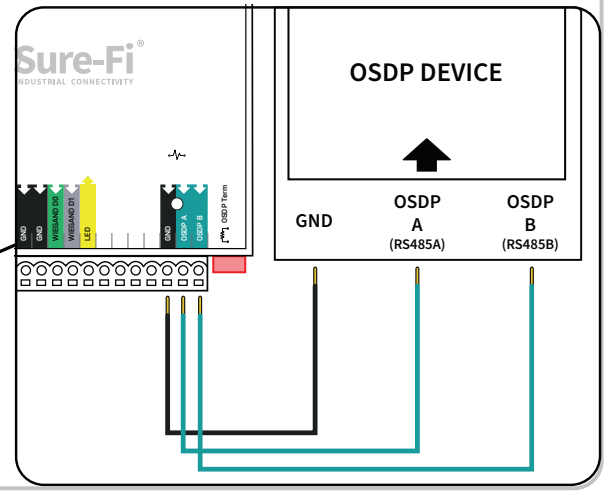 Sure-Fi®
INDUSTRIAL CONNECTIVITY
GND
GND
WIEGAND D0
WIEGAND D1
LED
GND
OSDP A
OSDP B
OSDP Term
OSDP DEVICE
GND
OSDP
A
(RS485A)
OSDP
B
(RS485B)